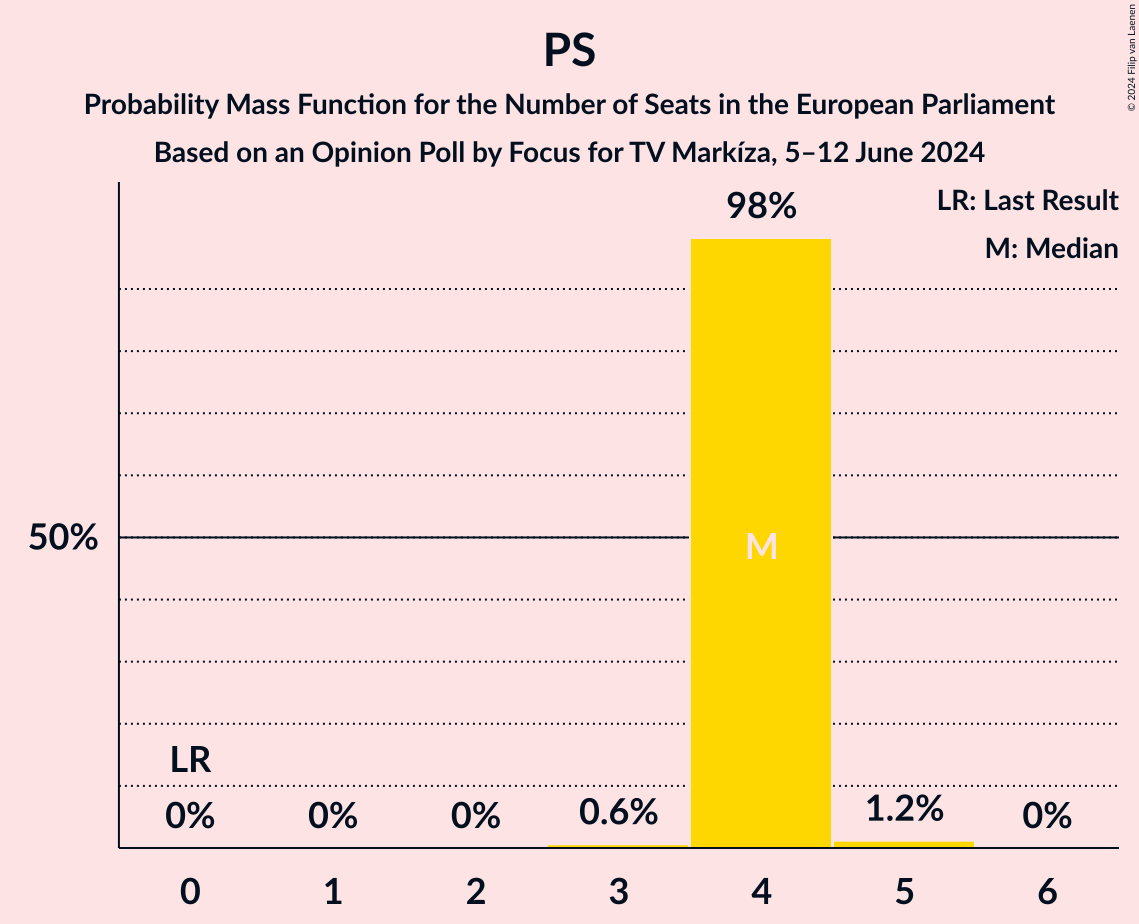 PS
Probability Mass Function for the Number of Seats in the European Parliament
Based on an Opinion Poll by Focus for TV Markíza, 5–12 June 2024
© 2024 Filip van Laenen
LR: Last Result
M: Median
98%
50%
M
LR
0%
0%
0%
0.6%
1.2%
0%
0
1
2
3
4
5
6